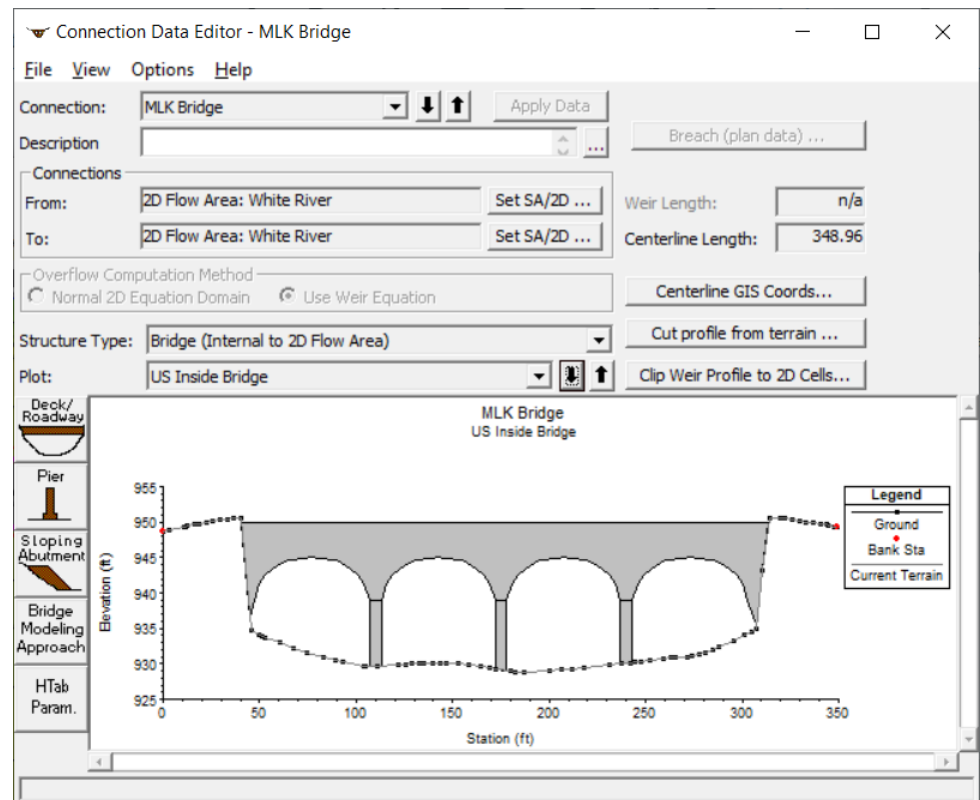 Connection Data Editor - MLK Bridge
File View Options Help
Connection: MLK Bridge Apply Data
Description ... Breach (plan data) ...
Connections
From: 2D Flow Area: White River Set SA/2D ... Weir Length: n/a
To: 2D Flow Area: White River Set SA/2D ... Centerline Length: 348.96
Overflow Computation Method
Normal 2D Equation Domain Use Weir Equation Centerline GIS Coords...
Structure Type: Bridge (Internal to 2D Flow Area) Cut profile from terrain ...
Plot: US Inside Bridge Clip Weir Profile to 2D Cells...
Deck/
Roadway
Pier
Sloping
Abutment
Bridge
Modeling
Approach
HTab
Param.
MLK Bridge
US Inside Bridge
Elevation (ft)
955
950
945
940
935
930
925
0 50 100 150 200 250 300 350
Station (ft)
Legend
Ground
Bank Sta
Current Terrain